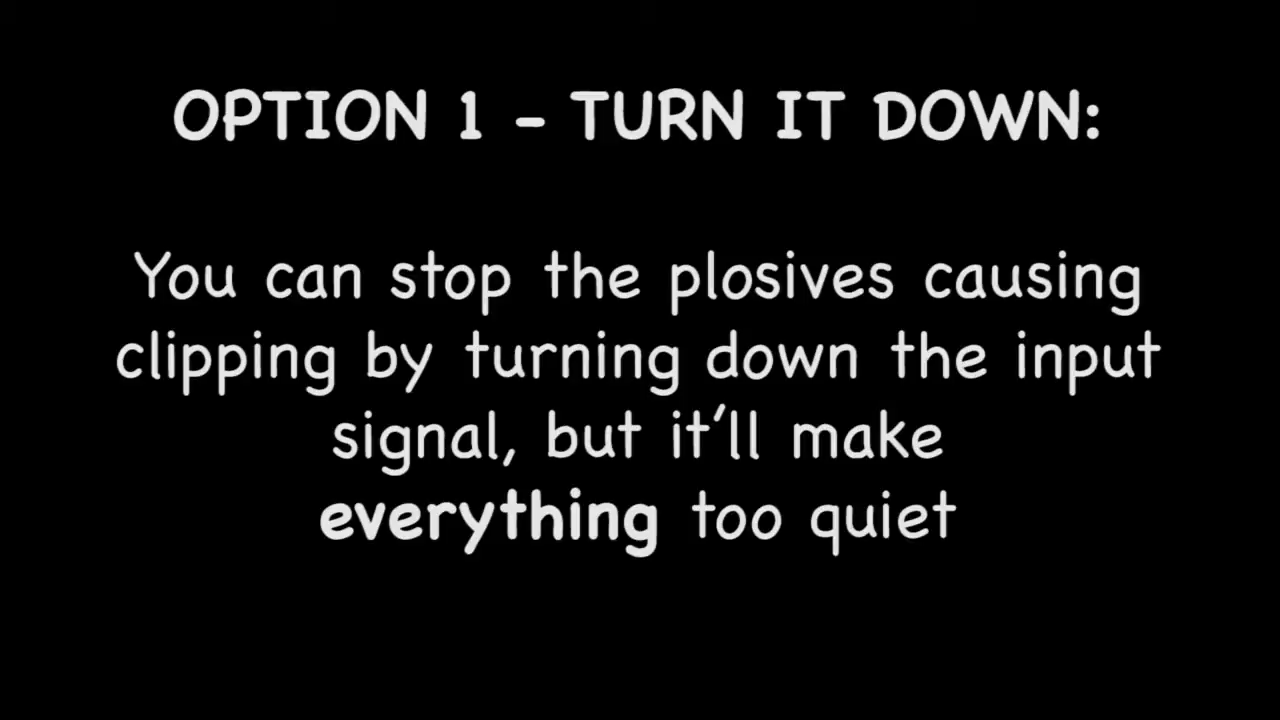 OPTION 1 - TURN IT DOWN:
You can stop the plosives causing
clipping by turning down the input
signal, but it’ll make
everything too quiet